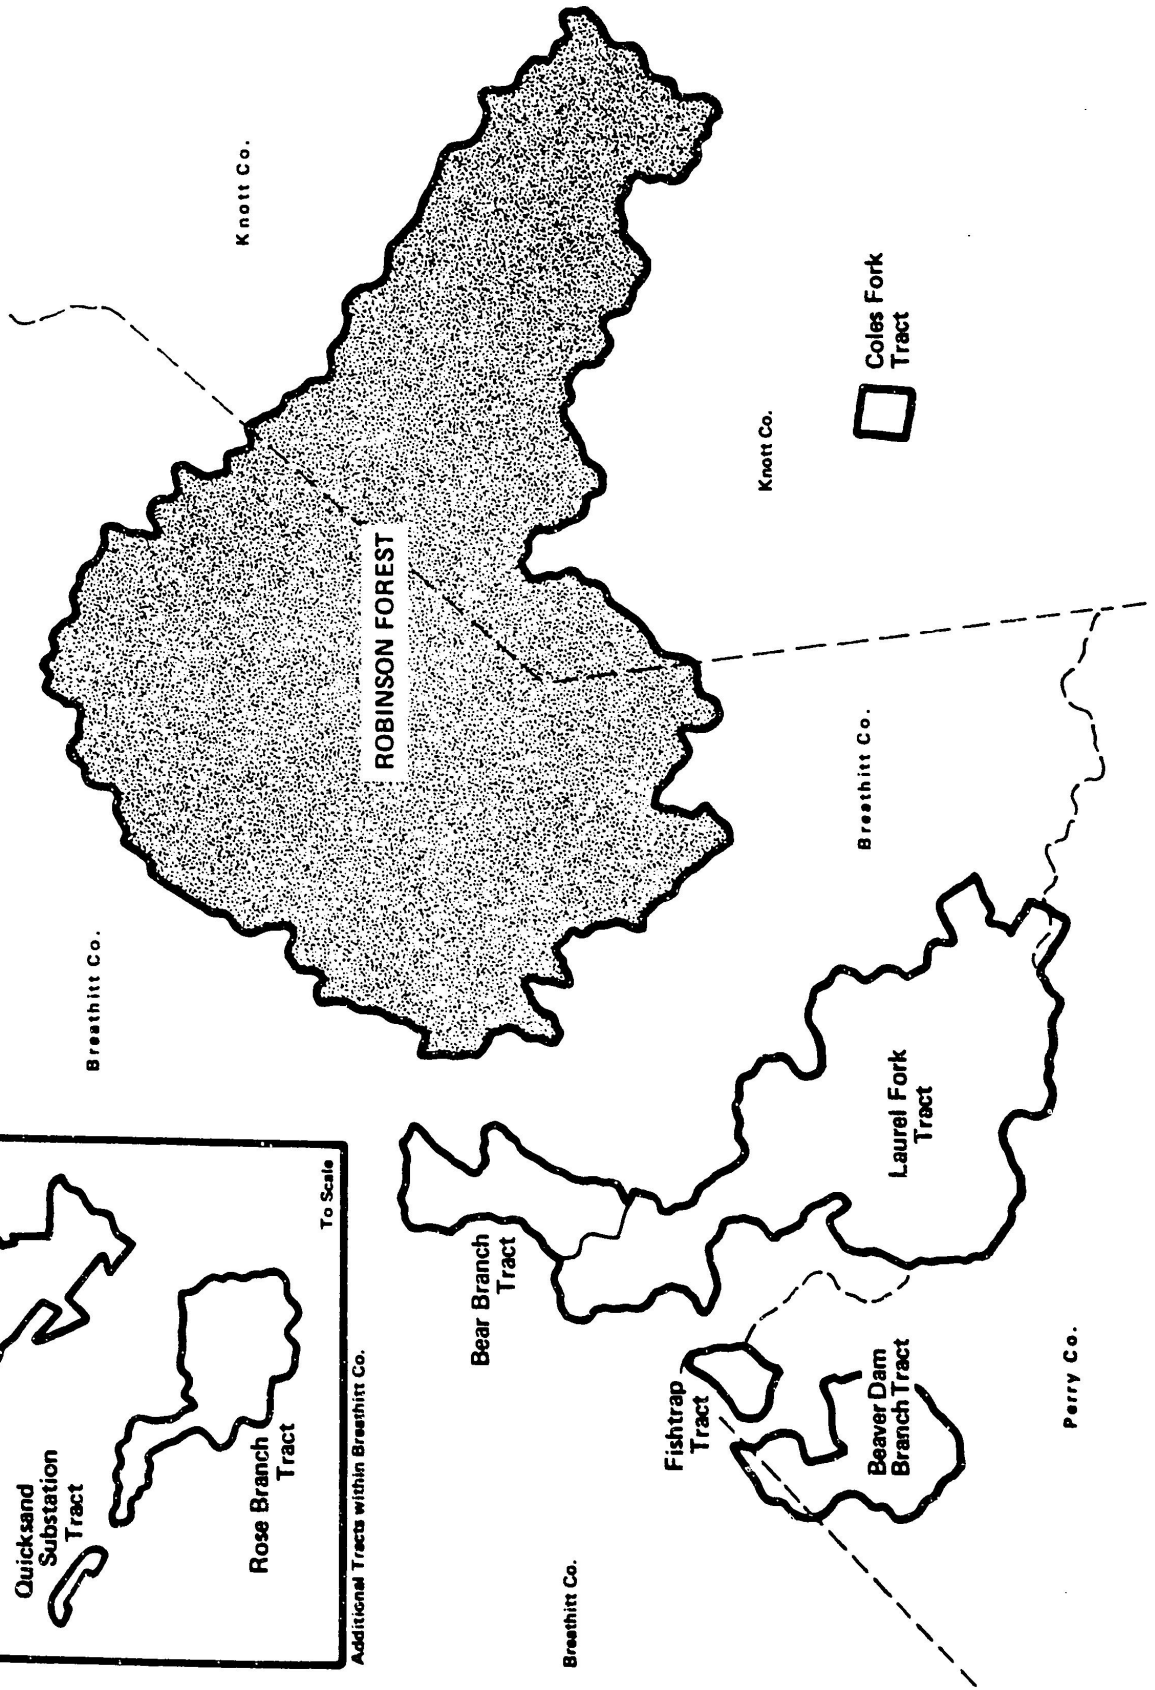 Quicksand
Substation
Tract
Rose Branch
Tract
To Scale
Additional Tracts within Breathitt Co.
Breathitt Co.
Knott Co.
ROBINSON FOREST
Bear Branch
Tract
Breathitt Co.
Fishtrap
Tract
Beaver Dam
Branch Tract
Laurel Fork
Tract
Breathitt Co.
Knott Co.
Coles Fork
Tract
Perry Co.